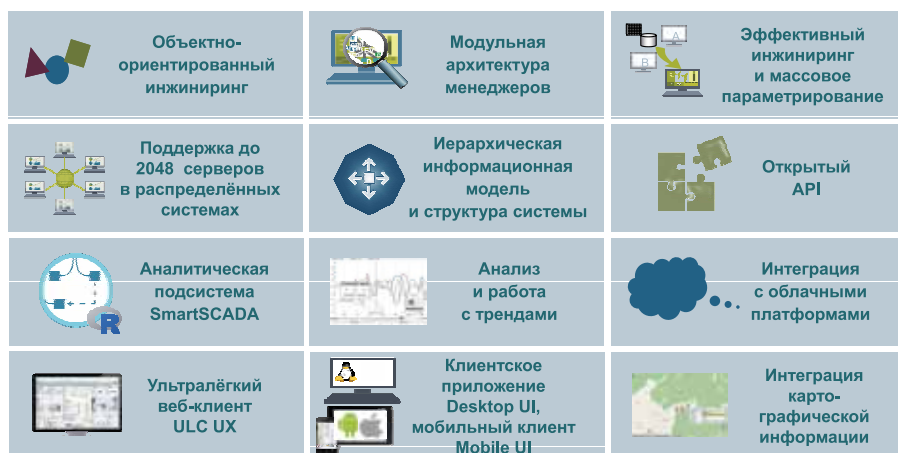 Объектно-
ориентированный
инжиниринг
Модульная
архитектура
менеджеров
A
B
Эффективный
инжиниринг
и массовое
параметрирование
Поддержка до
2048 серверов
в распределённых
системах
Иерархическая
информационная
модель
и структура системы
Открытый
API
R
Аналитическая
подсистема
SmartSCADA
Анализ
и работа
с трендами
Интеграция
с облачными
платформами
Ультралёгкий
веб-клиент
ULC UX
Клиентское
приложение
Desktop UI,
мобильный клиент
Mobile UI
Интеграция
карто-
графической
информации